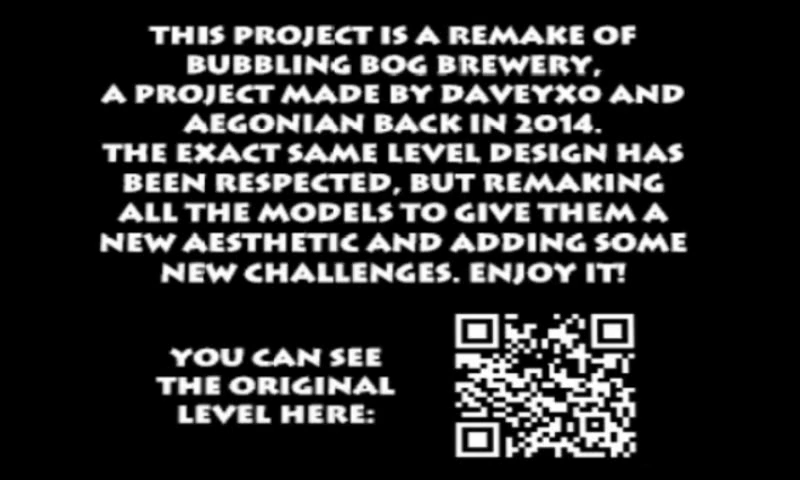 THIS PROJECT IS A REMAKE OF
BUBBLING BOG BREWERY,
A PROJECT MADE BY DAVEYX0 AND
AEGONIAN BACK IN 2014.
THE EXACT SAME LEVEL DESIGN HAS
BEEN RESPECTED, BUT REMAKING
ALL THE MODELS TO GIVE THEM A
NEW AESTHETIC AND ADDING SOME
NEW CHALLENGES. ENJOY IT!
YOU CAN SEE
THE ORIGINAL
LEVEL HERE: